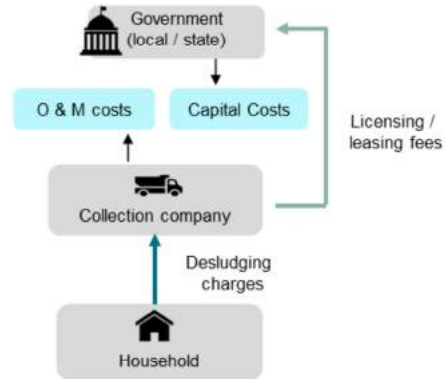 Government
(local / state)
O & M costs
Capital Costs
Licensing /
leasing fees
Collection company
Desludging
charges
Household